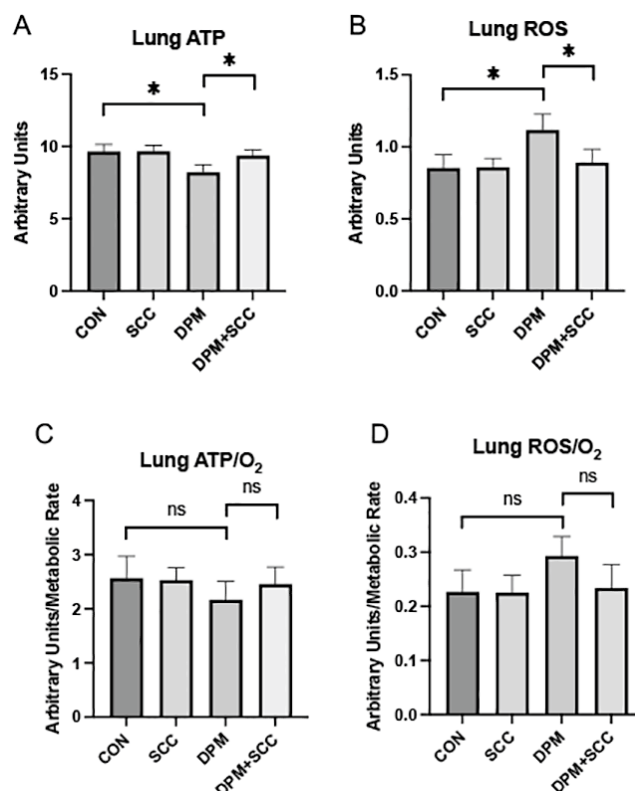 A
Lung ATP
*
*
Arbitrary Units
15
10
5
0
CON
SCC
DPM
DPM+SCC
B
Lung ROS
*
*
Arbitrary Units
1.5
1.0
0.5
0.0
CON
SCC
DPM
DPM+SCC
C
Lung ATP/O₂
ns
ns
Arbitrary Units/Metabolic Rate
4
3
2
1
0
CON
SCC
DPM
DPM+SCC
D
Lung ROS/O₂
ns
ns
Arbitrary Units/Metabolic Rate
0.4
0.3
0.2
0.1
0.0
CON
SCC
DPM
DPM+SCC